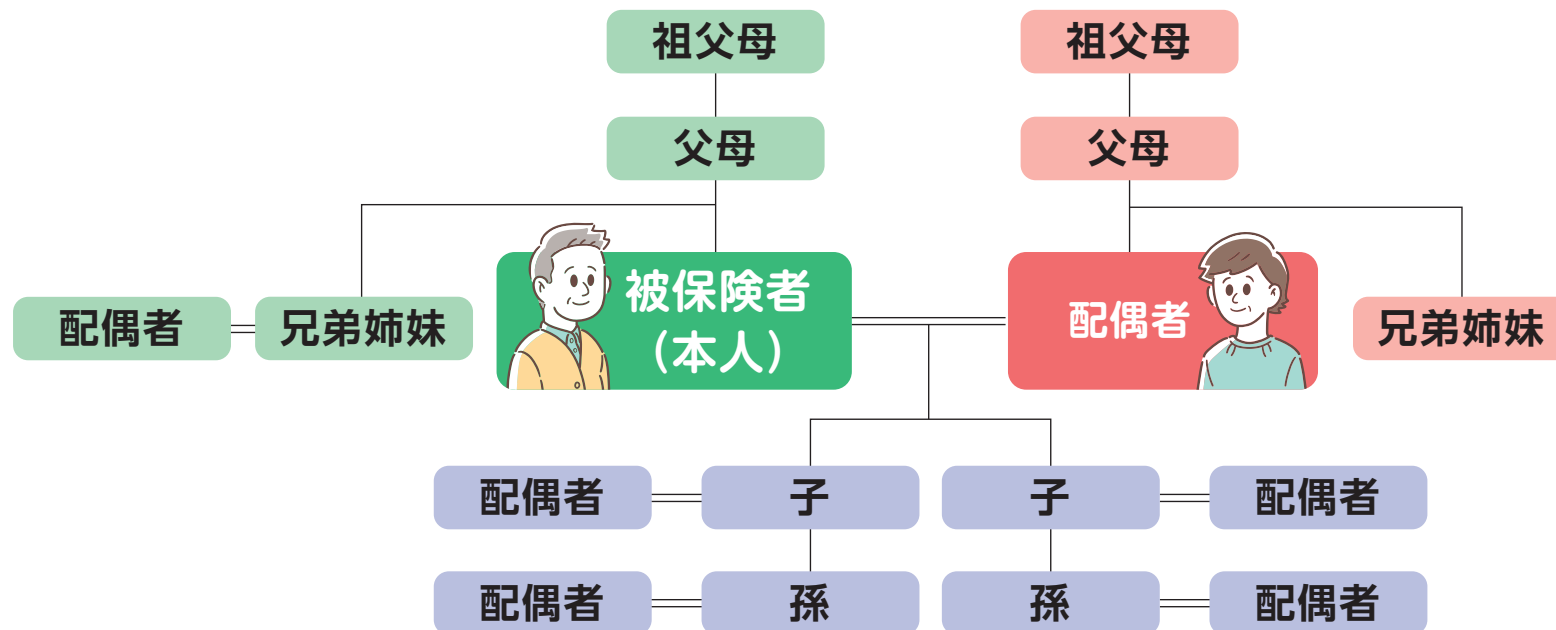 祖父母
祖父母
父母
父母
配偶者
兄弟姉妹
被保険者
（本人）
配偶者
兄弟姉妹
配偶者
子
子
配偶者
配偶者
孫
孫
配偶者